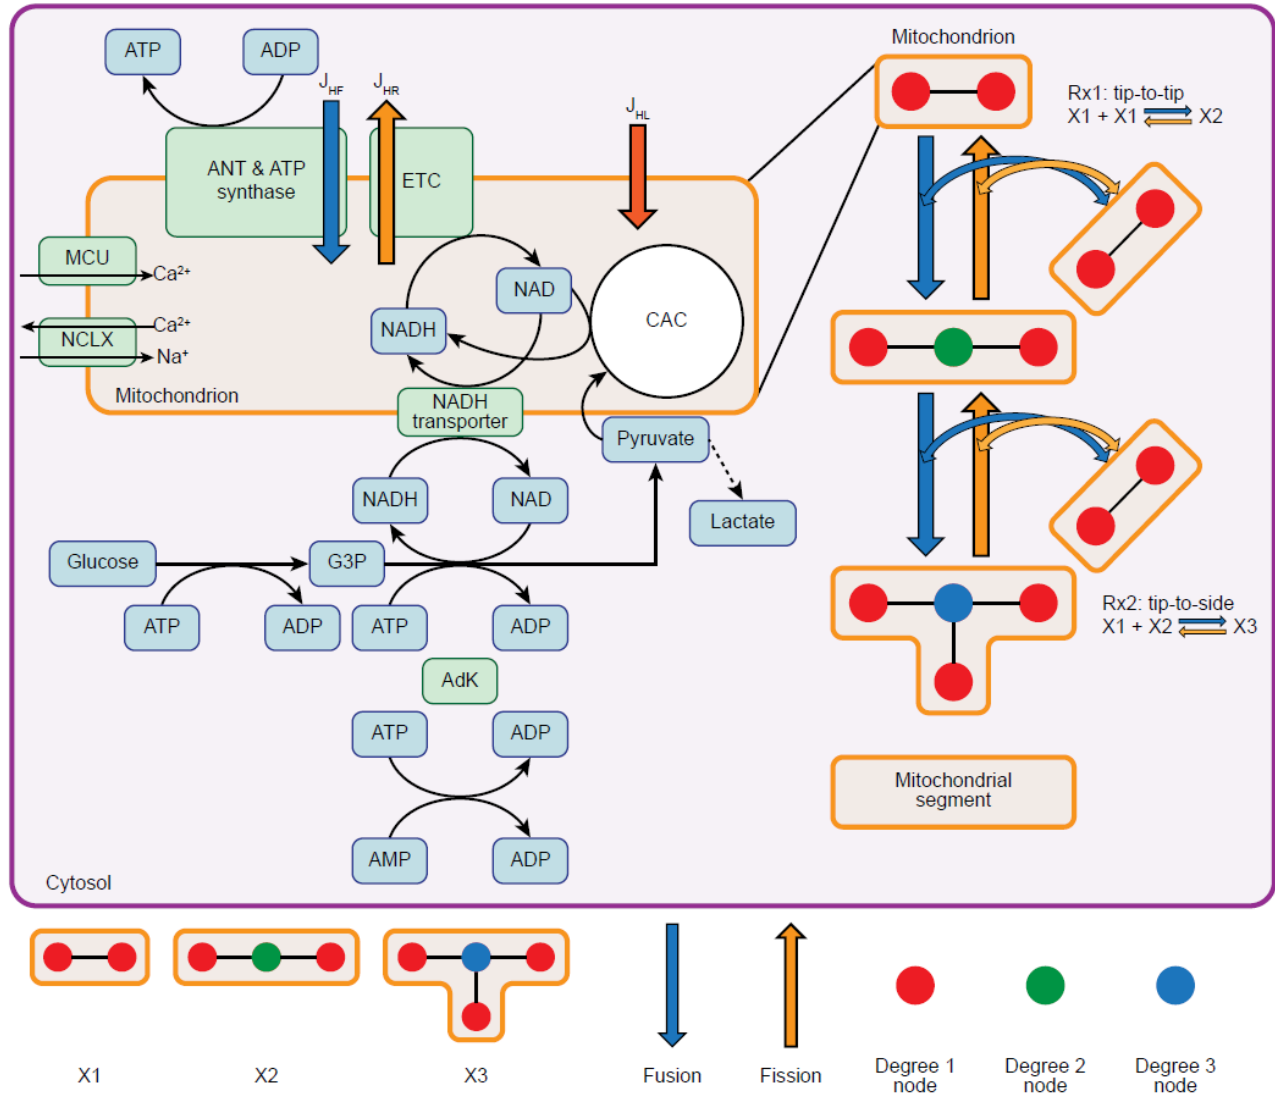 ATP
ADP
J_HF
J_HR
J_HL
Mitochondrion
Rx1: tip-to-tip
X1 + X1 X2
ANT & ATP
synthase
ETC
MCU
Ca²⁺
NAD
CAC
NADH
Ca²⁺
NCLX
Na⁺
Mitochondrion
NADH
transporter
Pyruvate
NADH
NAD
Lactate
Glucose
G3P
ATP
ADP
ATP
ADP
Rx2: tip-to-side
X1 + X2 X3
AdK
ATP
ADP
Mitochondrial
segment
AMP
ADP
Cytosol
X1
X2
X3
Fusion
Fission
Degree 1
node
Degree 2
node
Degree 3
node